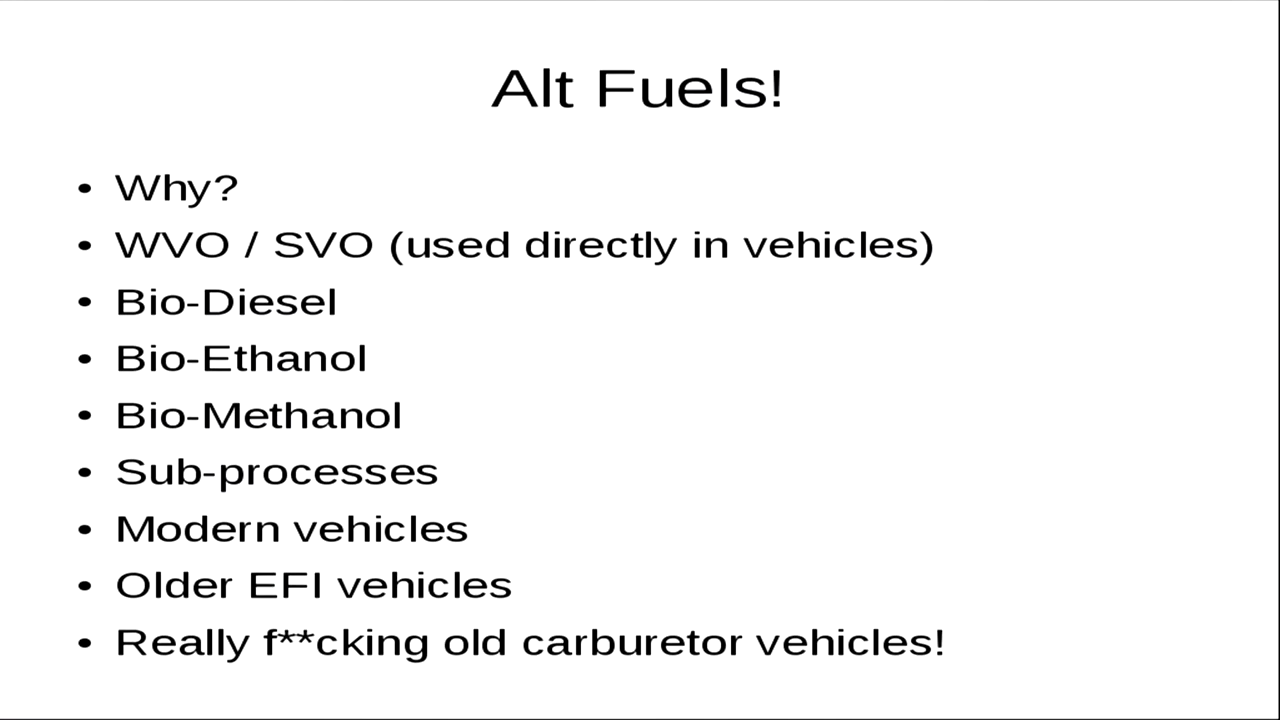 Alt Fuels!
• Why?
• WVO / SVO (used directly in vehicles)
• Bio-Diesel
• Bio-Ethanol
• Bio-Methanol
• Sub-processes
• Modern vehicles
• Older EFI vehicles
• Really f**cking old carburetor vehicles!